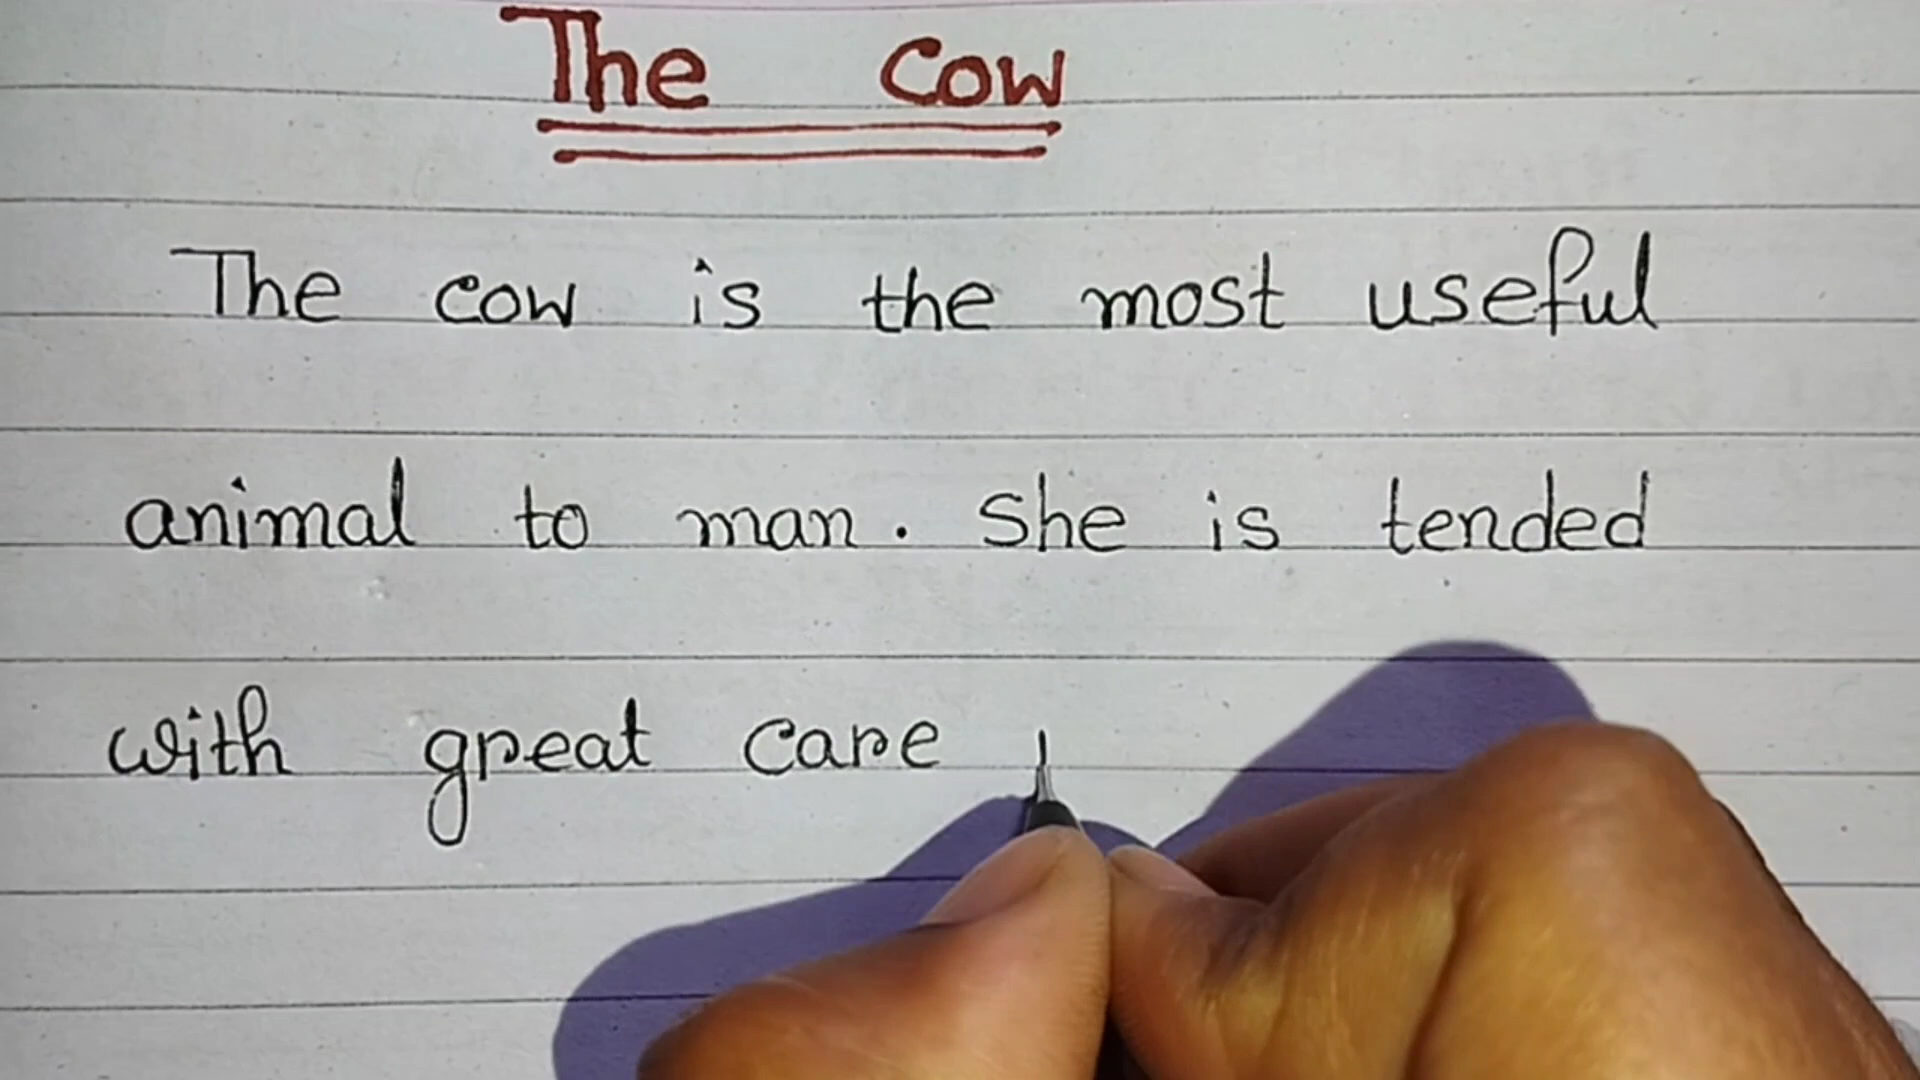 The Cow
The cow is the most useful
animal to man. She is tended
with great care